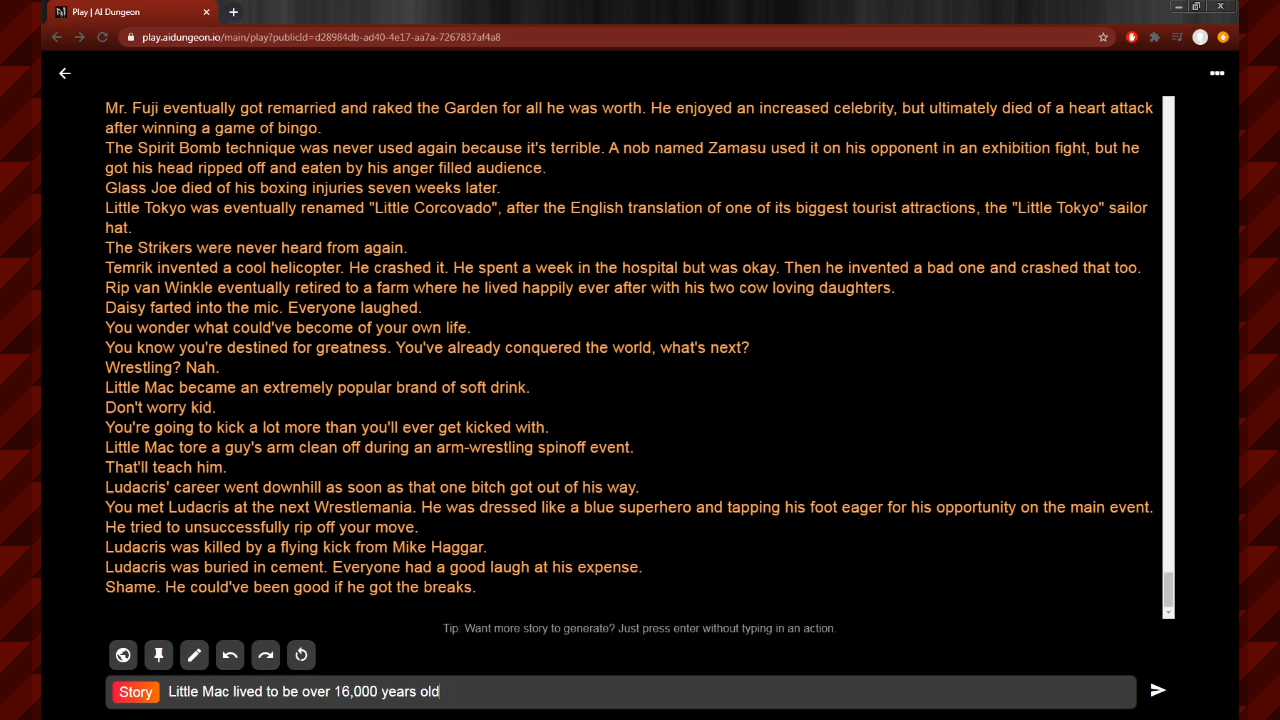 Play | AI Dungeon
play.aidungeon.io/main/play?publicId=d28984db-ad40-4e17-aa7a-7267837af4a8
Mr. Fuji eventually got remarried and raked the Garden for all he was worth. He enjoyed an increased celebrity, but ultimately died of a heart attack
after winning a game of bingo.
The Spirit Bomb technique was never used again because it's terrible. A nob named Zamasu used it on his opponent in an exhibition fight, but he
got his head ripped off and eaten by his anger filled audience.
Glass Joe died of his boxing injuries seven weeks later.
Little Tokyo was eventually renamed "Little Corcovado", after the English translation of one of its biggest tourist attractions, the "Little Tokyo" sailor
hat.
The Strikers were never heard from again.
Temrik invented a cool helicopter. He crashed it. He spent a week in the hospital but was okay. Then he invented a bad one and crashed that too.
Rip van Winkle eventually retired to a farm where he lived happily ever after with his two cow loving daughters.
Daisy farted into the mic. Everyone laughed.
You wonder what could've become of your own life.
You know you're destined for greatness. You've already conquered the world, what's next?
Wrestling? Nah.
Little Mac became an extremely popular brand of soft drink.
Don't worry kid.
You're going to kick a lot more than you'll ever get kicked with.
Little Mac tore a guy's arm clean off during an arm-wrestling spinoff event.
That'll teach him.
Ludacris' career went downhill as soon as that one bitch got out of his way.
You met Ludacris at the next Wrestlemania. He was dressed like a blue superhero and tapping his foot eager for his opportunity on the main event.
He tried to unsuccessfully rip off your move.
Ludacris was killed by a flying kick from Mike Haggar.
Ludacris was buried in cement. Everyone had a good laugh at his expense.
Shame. He could've been good if he got the breaks.
Tip: Want more story to generate? Just press enter without typing in an action.
Story Little Mac lived to be over 16,000 years old